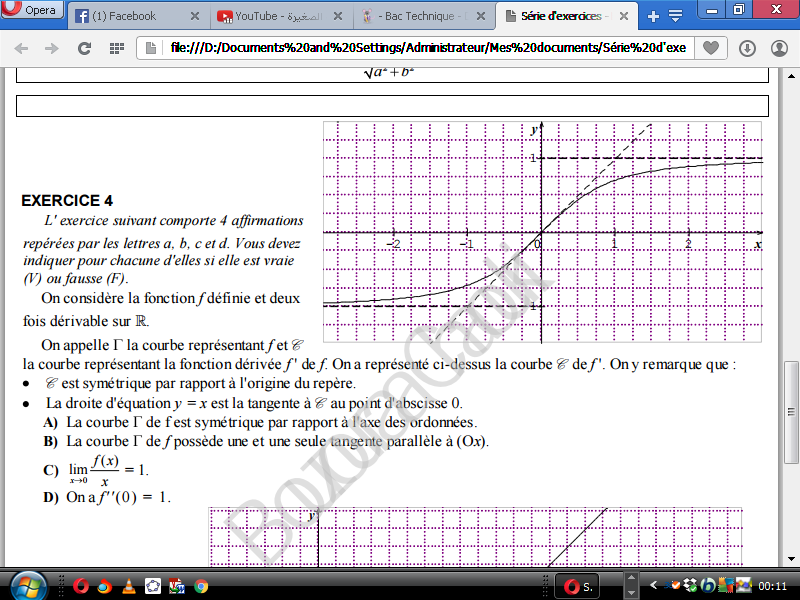 Opera
(1) Facebook
YouTube - الصغيرة
- Bac Technique -
Série d'exercices -
file:///D:/Documents%20and%20Settings/Administrateur/Mes%20documents/Série%20d'exe
√a²+b²
y
1
-2
-1
0
1
2
x
1
EXERCICE 4
L' exercice suivant comporte 4 affirmations
repérées par les lettres a, b, c et d. Vous devez
indiquer pour chacune d'elles si elle est vraie
(V) ou fausse (F).
On considère la fonction f définie et deux
fois dérivable sur ℝ.
On appelle Γ la courbe représentant f et 𝒞
la courbe représentant la fonction dérivée f ' de f. On a représenté ci-dessus la courbe 𝒞 de f '. On y remarque que :
• 𝒞 est symétrique par rapport à l'origine du repère.
• La droite d'équation y = x est la tangente à 𝒞 au point d'abscisse 0.
A) La courbe Γ de f est symétrique par rapport à l'axe des ordonnées.
B) La courbe Γ de f possède une et une seule tangente parallèle à (Ox).
C) lim x→0 f(x)/x = 1.
D) On a f ''(0) = 1.
y
S.
00:11